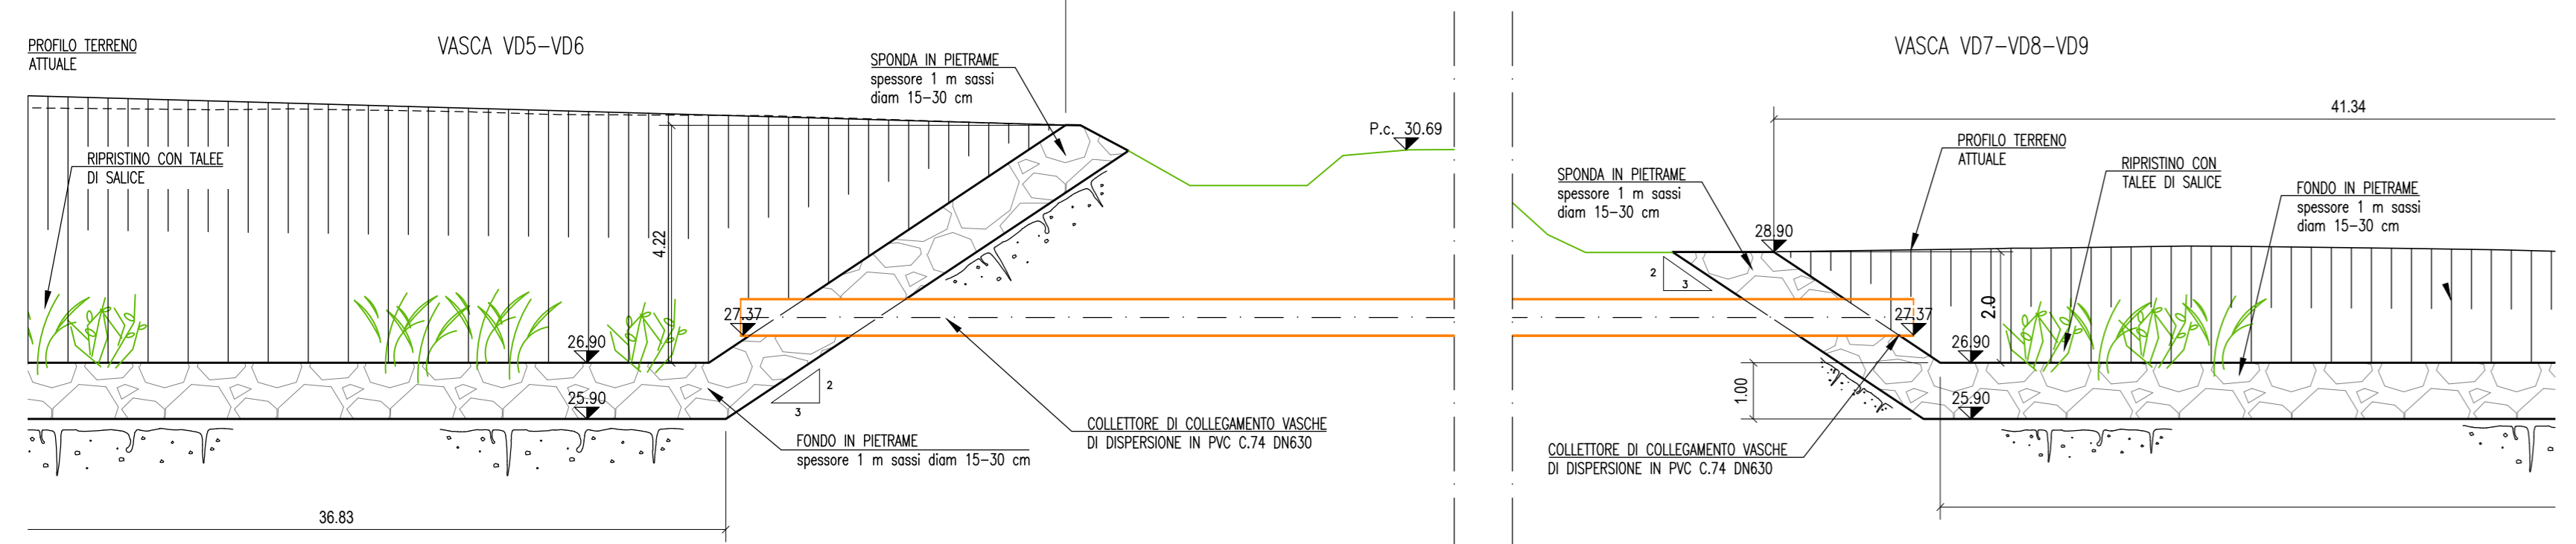 PROFILO TERRENO
ATTUALE
VASCA VD5-VD6
SPONDA IN PIETRAME
spessore 1 m sassi
diam 15-30 cm
RIPRISTINO CON TALEE
DI SALICE
4.22
P.c. 30.69
27.37
26.90
25.90
2
3
FONDO IN PIETRAME
spessore 1 m sassi diam 15-30 cm
COLLETTORE DI COLLEGAMENTO VASCHE
DI DISPERSIONE IN PVC C.74 DN630
36.83
VASCA VD7-VD8-VD9
41.34
PROFILO TERRENO
ATTUALE
RIPRISTINO CON
TALEE DI SALICE
SPONDA IN PIETRAME
spessore 1 m sassi
diam 15-30 cm
FONDO IN PIETRAME
spessore 1 m sassi
diam 15-30 cm
28.90
2
3
2.0
27.37
26.90
1.00
25.90
COLLETTORE DI COLLEGAMENTO VASCHE
DI DISPERSIONE IN PVC C.74 DN630